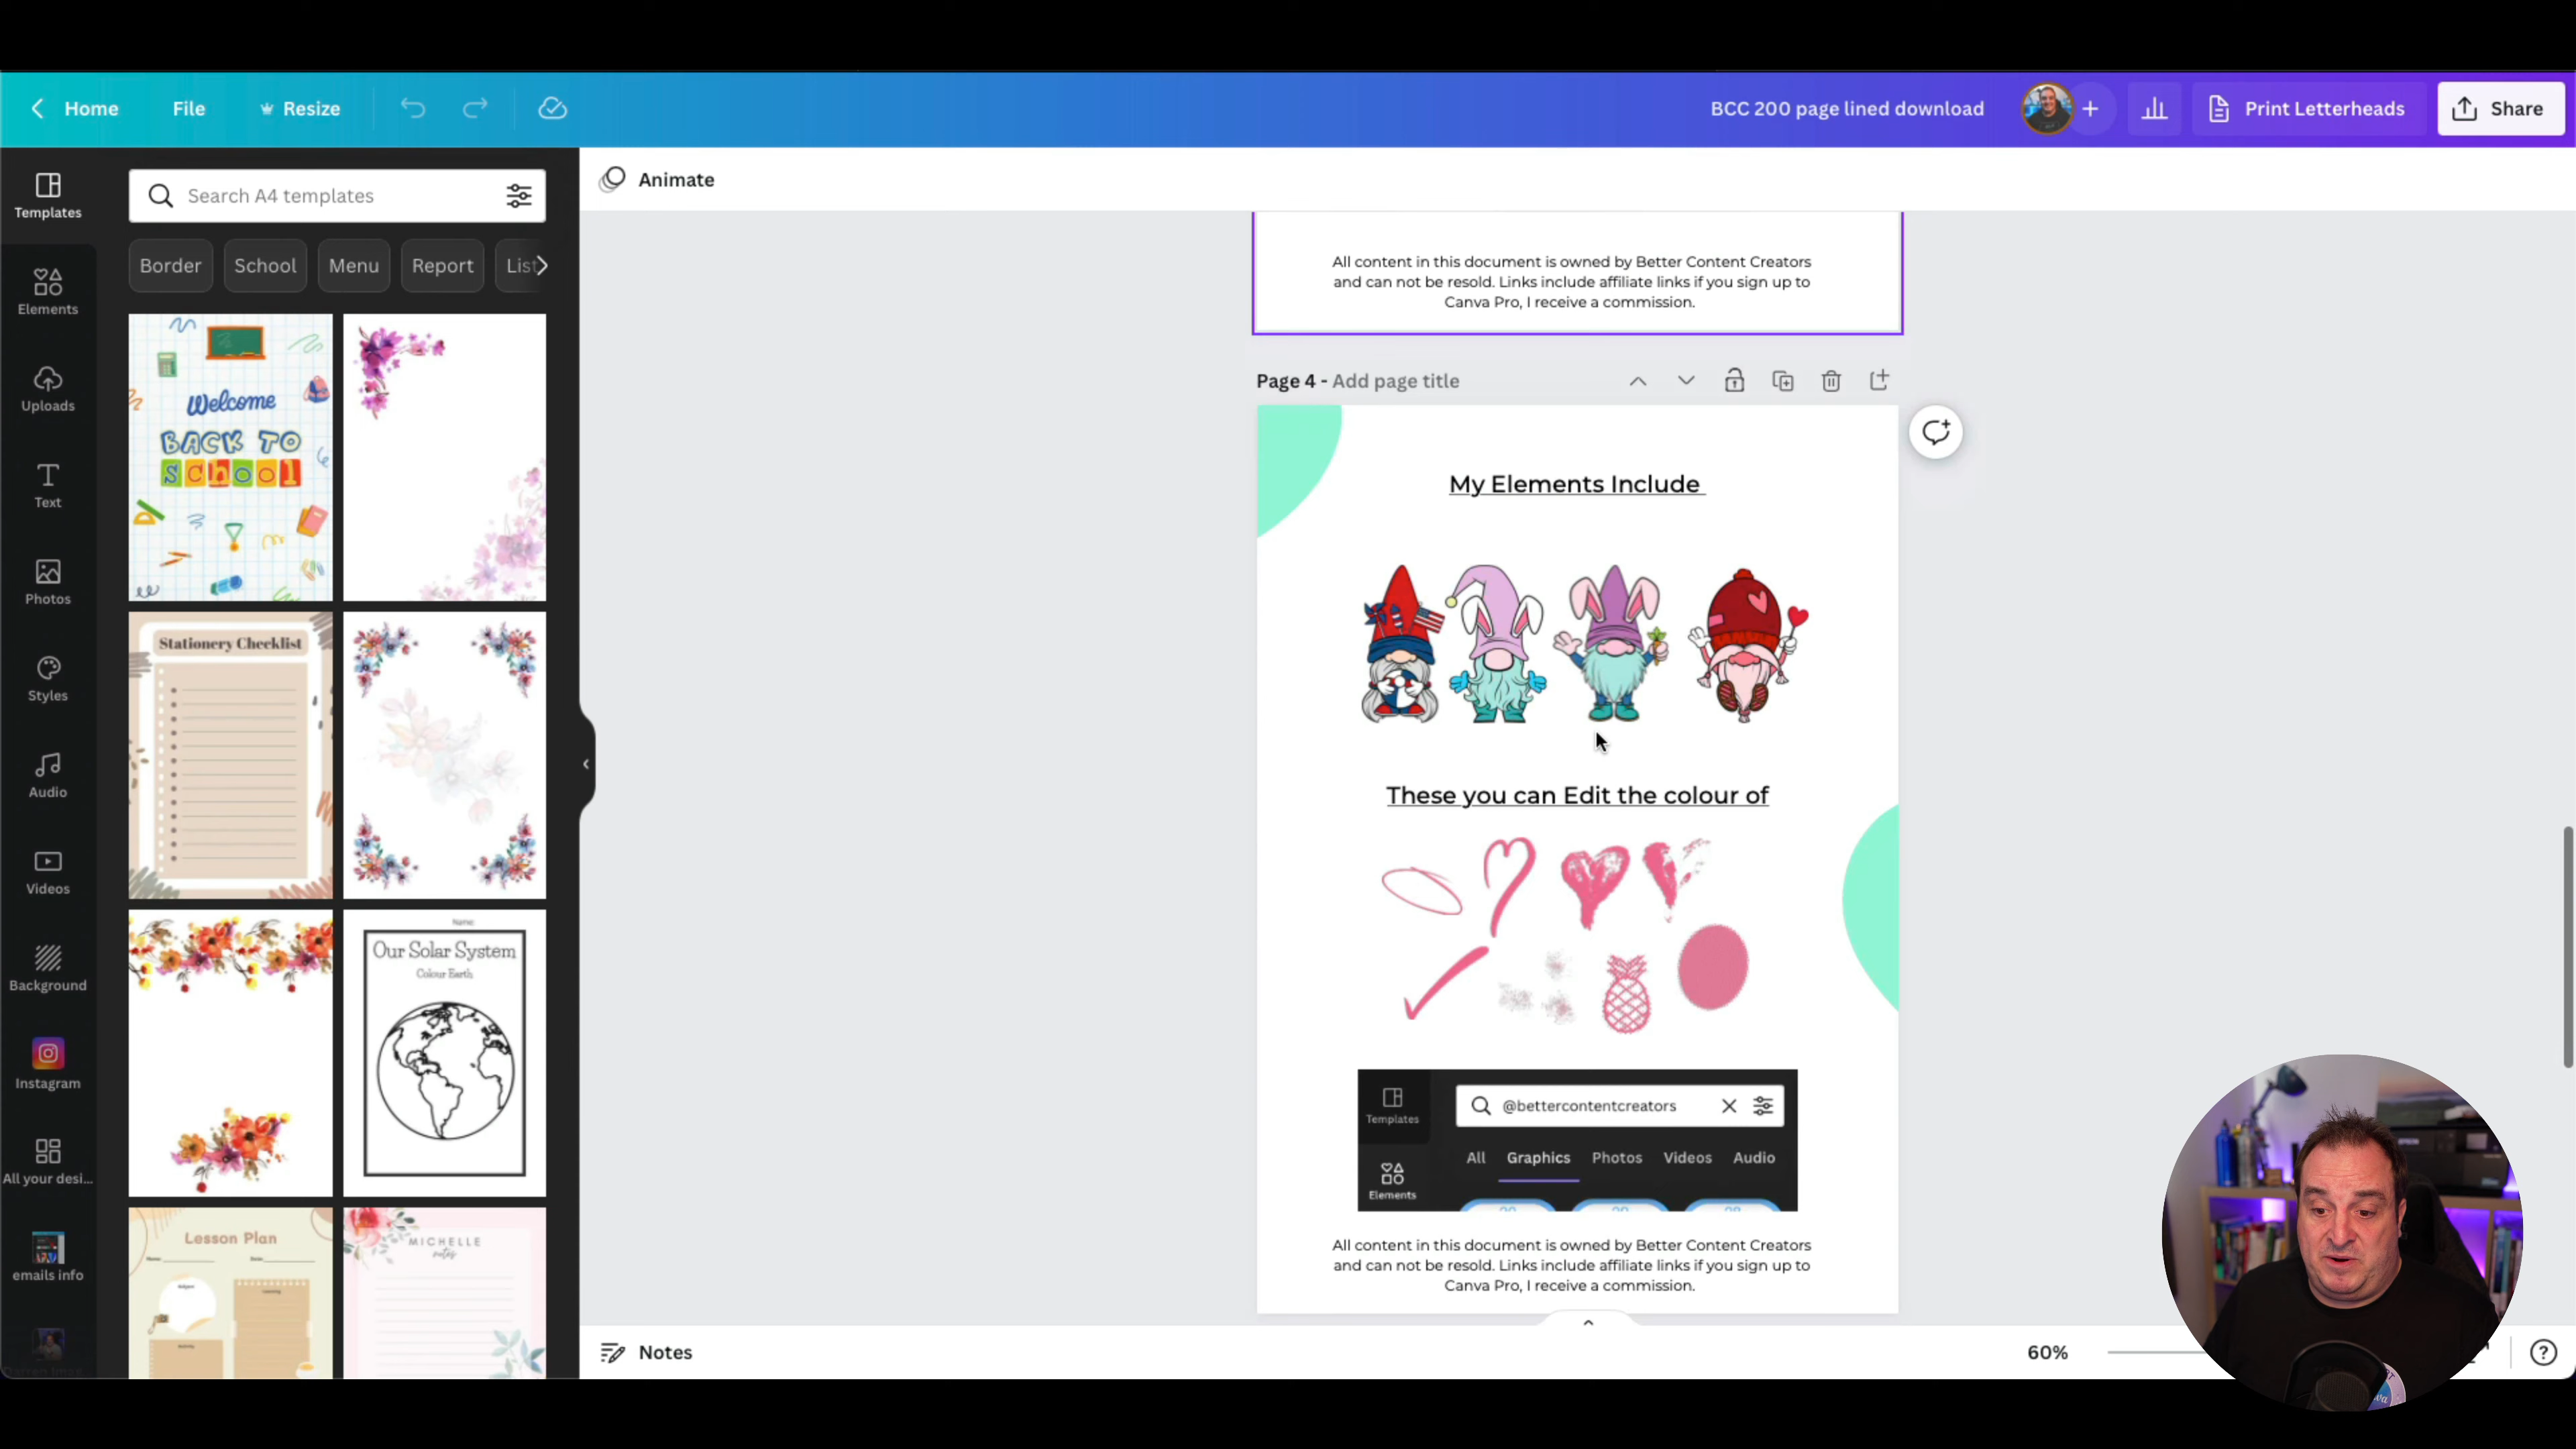 Home
File
Resize
BCC 200 page lined download
Print Letterheads
Share
Templates
Elements
Uploads
Text
Photos
Styles
Audio
Videos
Background
Instagram
All your desi...
emails info
Search A4 templates
Border
School
Menu
Report
List
Welcome
BACK TO
school
Stationery Checklist
Name
Our Solar System
Colour Earth
Lesson Plan
MICHELLE
notes
Animate
All content in this document is owned by Better Content Creators
and can not be resold. Links include affiliate links if you sign up to
Canva Pro, I receive a commission.
Page 4 - Add page title
My Elements Include
These you can Edit the colour of
Templates
Elements
@bettercontentcreators
All
Graphics
Photos
Videos
Audio
All content in this document is owned by Better Content Creators
and can not be resold. Links include affiliate links if you sign up to
Canva Pro, I receive a commission.
Notes
60%